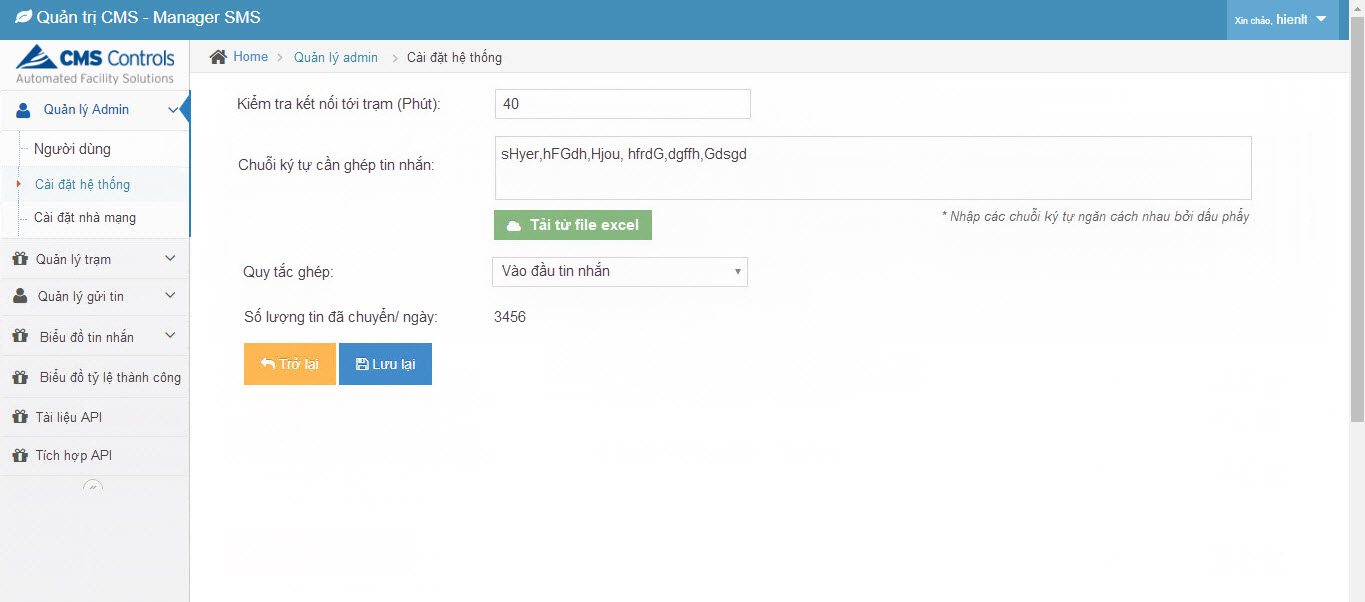 Quản trị CMS - Manager SMS
Xin chào, hienlt
CMS Controls
Automated Facility Solutions
Home > Quản lý admin > Cài đặt hệ thống
Quản lý Admin
Người dùng
Cài đặt hệ thống
Cài đặt nhà mạng
Quản lý trạm
Quản lý gửi tin
Biểu đồ tin nhắn
Biểu đồ tỷ lệ thành công
Tài liệu API
Tích hợp API
Kiểm tra kết nối tới trạm (Phút):
40
Chuỗi ký tự cần ghép tin nhắn:
sHyer,hFGdh,Hjou, hfrdG,dgffh,Gdsgd
Tải từ file excel
* Nhập các chuỗi ký tự ngăn cách nhau bởi dấu phẩy
Quy tắc ghép:
Vào đầu tin nhắn
Số lượng tin đã chuyển/ ngày:
3456
Trở lại
Lưu lại